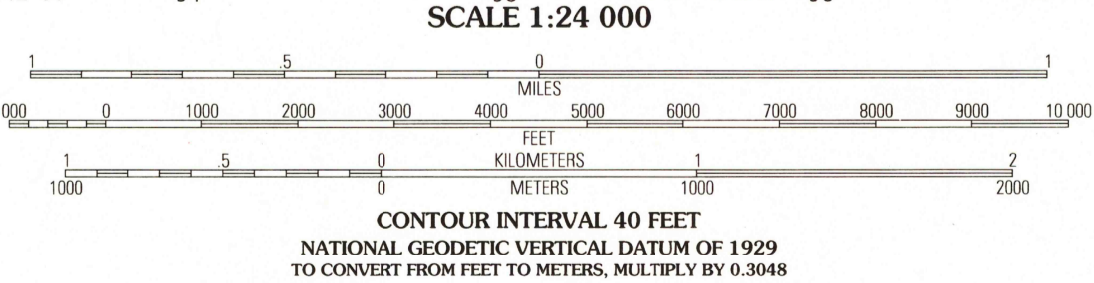 SCALE 1:24 000
1 .5 0 1
MILES
000 0 1000 2000 3000 4000 5000 6000 7000 8000 9000 10 000
FEET
1 .5 0 KILOMETERS 1 2
1000 0 METERS 1000 2000
CONTOUR INTERVAL 40 FEET
NATIONAL GEODETIC VERTICAL DATUM OF 1929
TO CONVERT FROM FEET TO METERS, MULTIPLY BY 0.3048